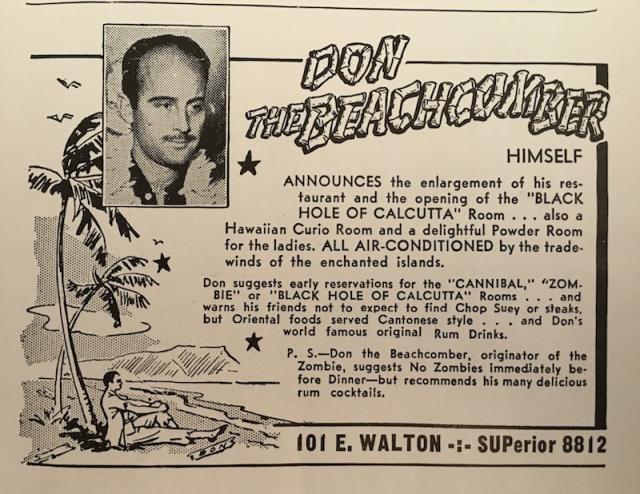 DON
THE BEACHCOMBER
HIMSELF
ANNOUNCES the enlargement of his res-
taurant and the opening of the "BLACK
HOLE OF CALCUTTA" Room . . . also a
Hawaiian Curio Room and a delightful Powder Room
for the ladies. ALL AIR-CONDITIONED by the trade-
winds of the enchanted islands.
Don suggests early reservations for the "CANNIBAL," "ZOM-
BIE" or "BLACK HOLE OF CALCUTTA" Rooms . . . and
warns his friends not to expect to find Chop Suey or steaks,
but Oriental foods served Cantonese style . . . and Don's
world famous original Rum Drinks.
P. S.—Don the Beachcomber, originator of the
Zombie, suggests No Zombies immediately be-
fore Dinner—but recommends his many delicious
rum cocktails.
101 E. WALTON -:- SUPerior 8812